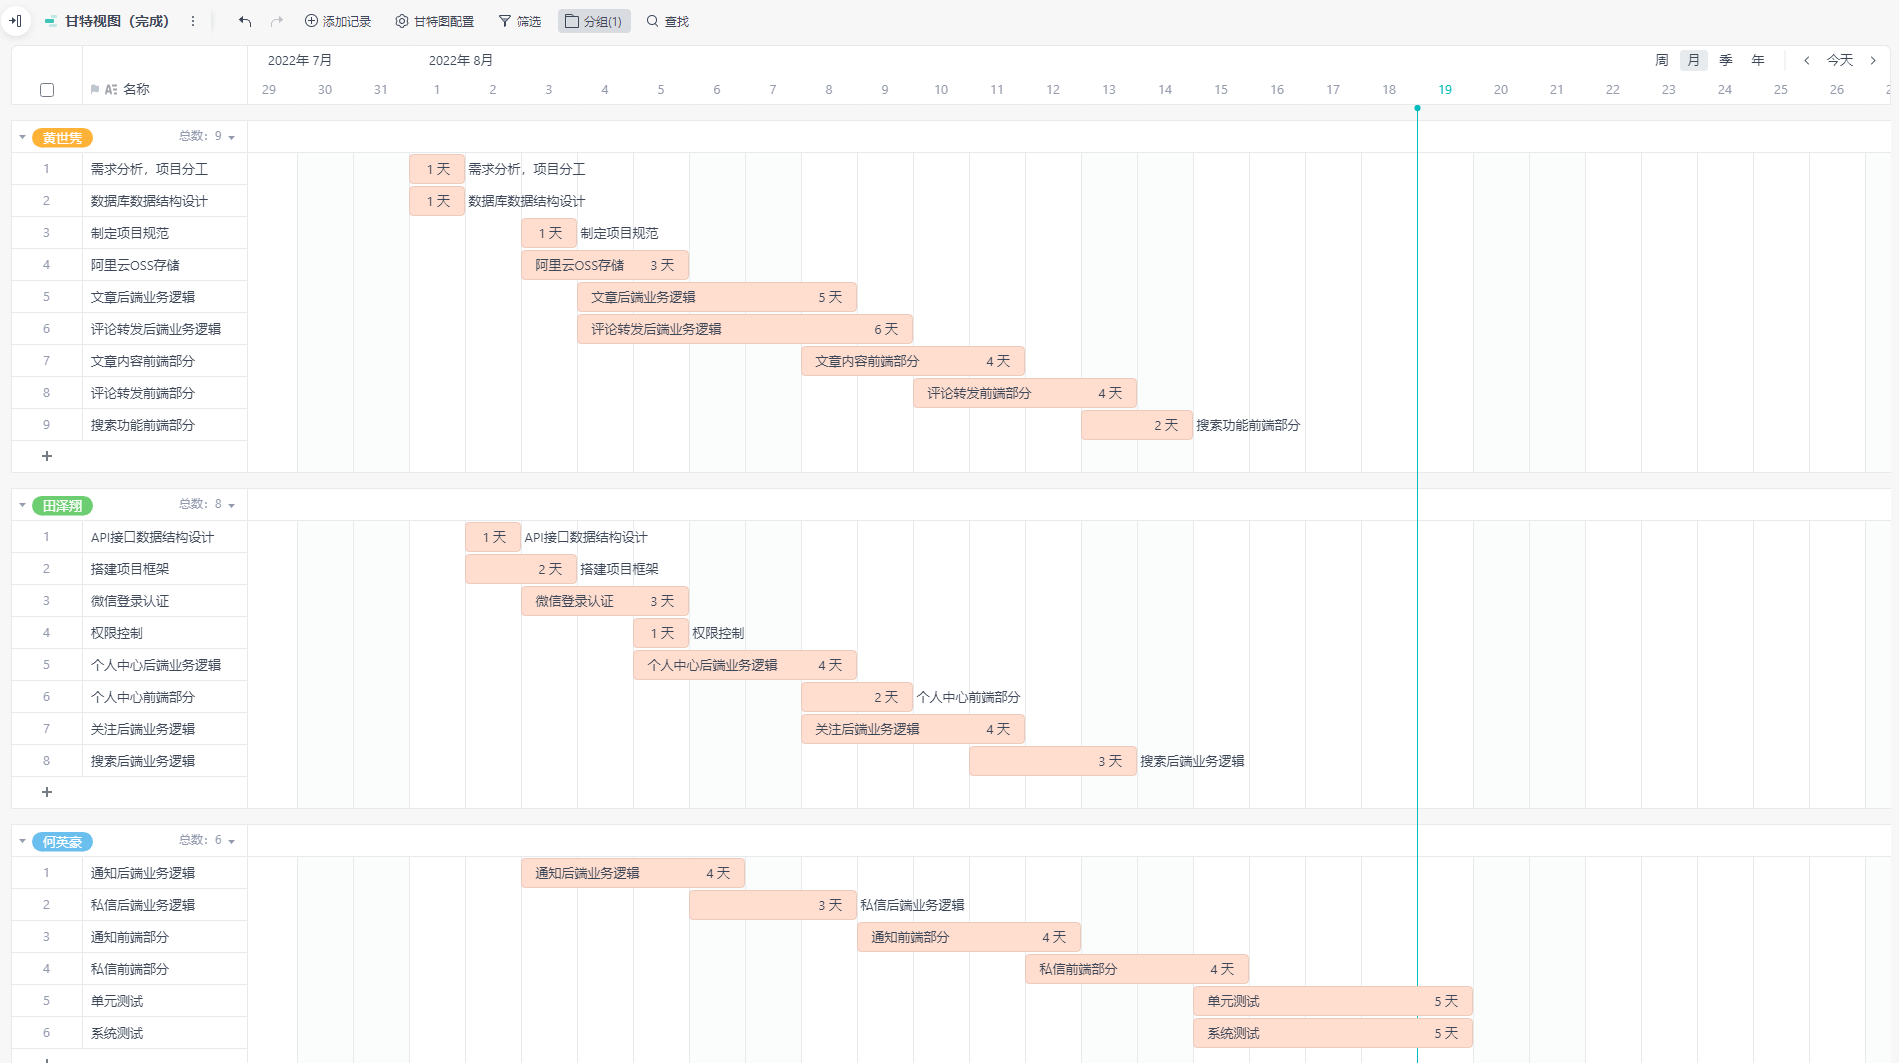 甘特视图（完成） 添加记录 甘特图配置 筛选 分组(1) 查找
2022年 7月 2022年 8月 周 月 季 年 今天
名称 29 30 31 1 2 3 4 5 6 7 8 9 10 11 12 13 14 15 16 17 18 19 20 21 22 23 24 25 26
黄世隽 总数: 9
1 需求分析，项目分工 1 天 需求分析，项目分工
2 数据库数据结构设计 1 天 数据库数据结构设计
3 制定项目规范 1 天 制定项目规范
4 阿里云OSS存储 阿里云OSS存储 3 天
5 文章后端业务逻辑 文章后端业务逻辑 5 天
6 评论转发后端业务逻辑 评论转发后端业务逻辑 6 天
7 文章内容前端部分 文章内容前端部分 4 天
8 评论转发前端部分 评论转发前端部分 4 天
9 搜索功能前端部分 2 天 搜索功能前端部分
+
田泽翔 总数: 8
1 API接口数据结构设计 1 天 API接口数据结构设计
2 搭建项目框架 2 天 搭建项目框架
3 微信登录认证 微信登录认证 3 天
4 权限控制 1 天 权限控制
5 个人中心后端业务逻辑 个人中心后端业务逻辑 4 天
6 个人中心前端部分 2 天 个人中心前端部分
7 关注后端业务逻辑 关注后端业务逻辑 4 天
8 搜索后端业务逻辑 3 天 搜索后端业务逻辑
+
何英豪 总数: 6
1 通知后端业务逻辑 通知后端业务逻辑 4 天
2 私信后端业务逻辑 3 天 私信后端业务逻辑
3 通知前端部分 通知前端部分 4 天
4 私信前端部分 私信前端部分 4 天
5 单元测试 单元测试 5 天
6 系统测试 系统测试 5 天